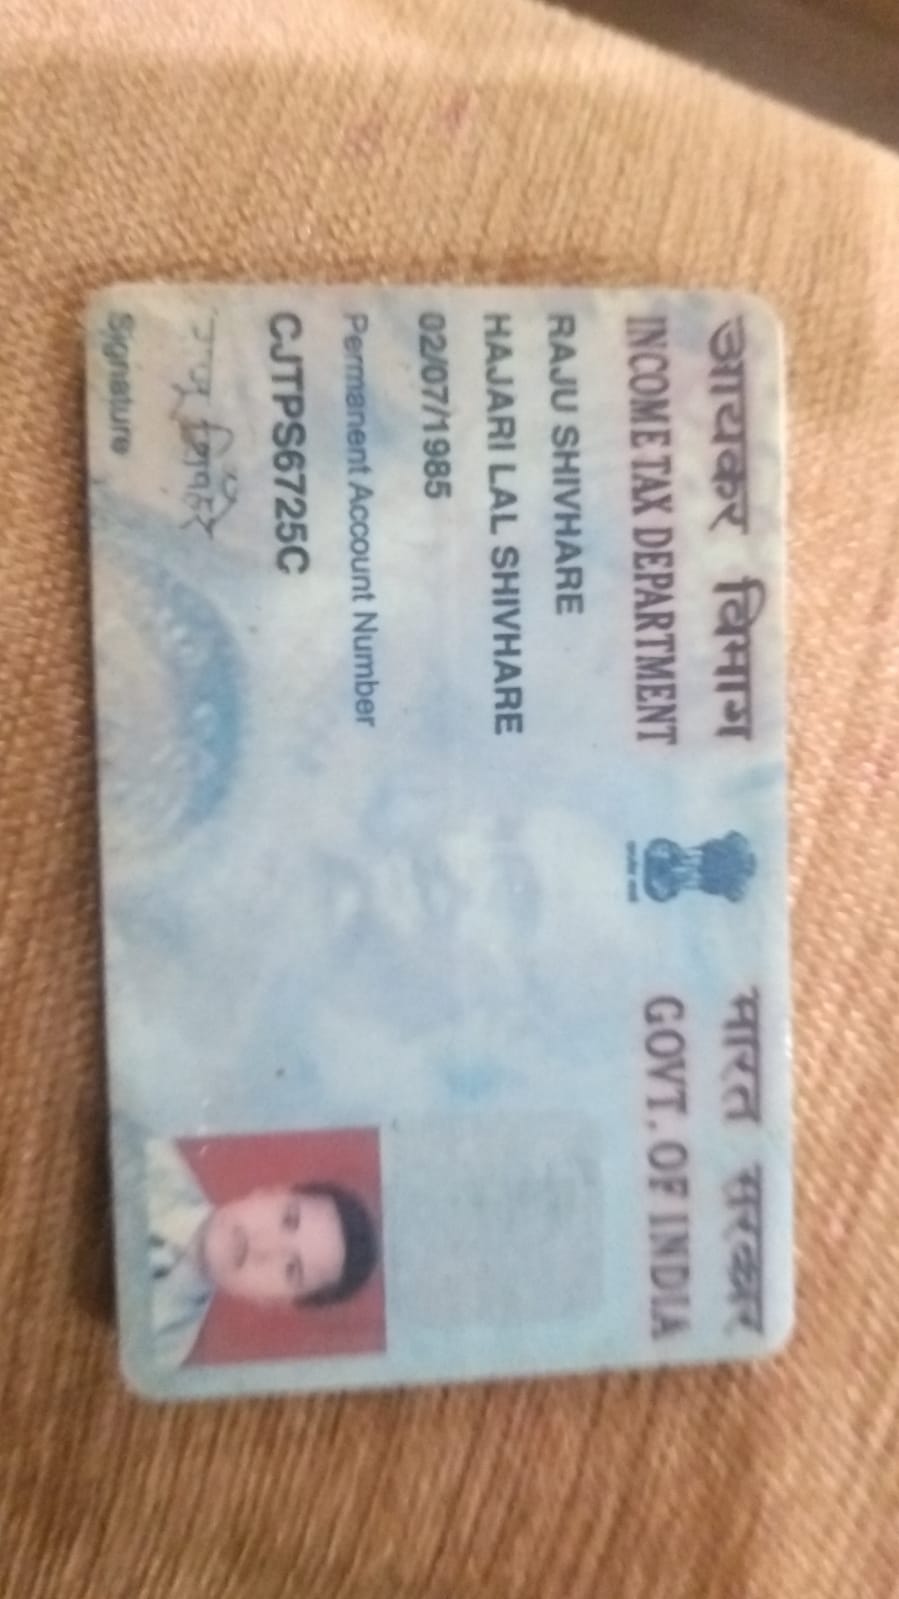 आयकर विभाग
INCOME TAX DEPARTMENT
भारत सरकार
GOVT. OF INDIA
RAJU SHIVHARE
HAJARI LAL SHIVHARE
02/07/1985
Permanent Account Number
CJTPS6725C
Signature